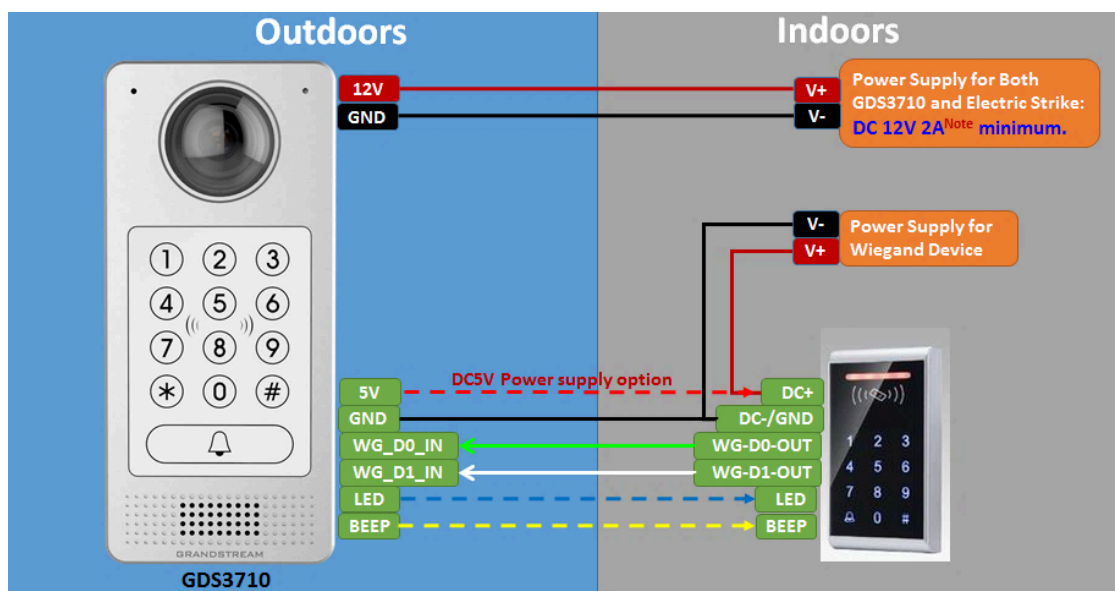 Outdoors
Indoors
12V
GND
V+
V-
Power Supply for Both
GDS3710 and Electric Strike:
DC 12V 2ANote minimum.
V-
V+
Power Supply for
Wiegand Device
1 2 3
4 5 6
7 8 9
* 0 #
GRANDSTREAM
GDS3710
DC5V Power supply option
5V
GND
WG_D0_IN
WG_D1_IN
LED
BEEP
DC+
DC-/GND
WG-D0-OUT
WG-D1-OUT
LED
BEEP
1 2 3
4 5 6
7 8 9
0 #